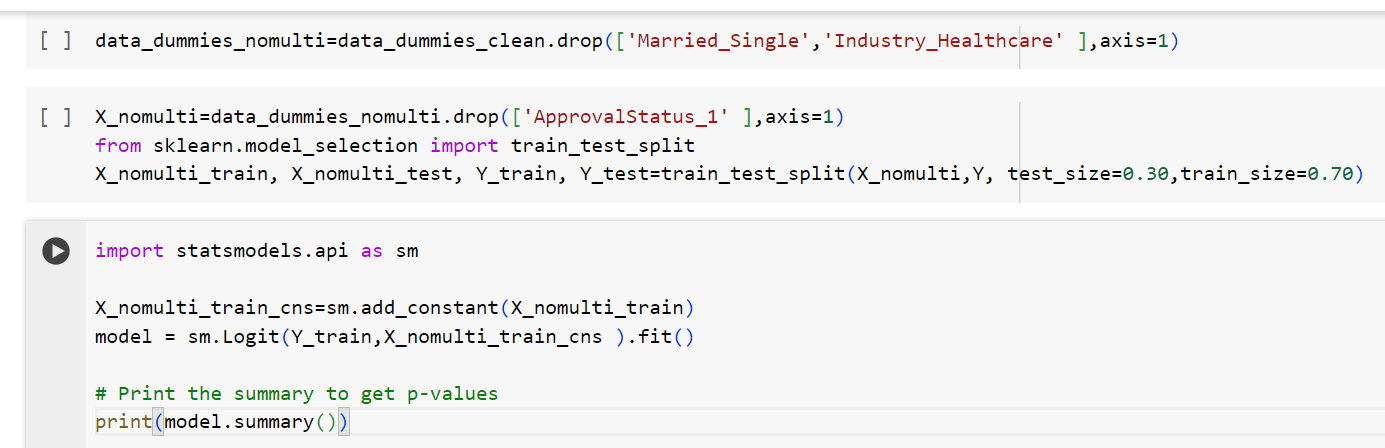 [ ] data_dummies_nomulti=data_dummies_clean.drop(['Married_Single','Industry_Healthcare' ],axis=1)
[ ] X_nomulti=data_dummies_nomulti.drop(['ApprovalStatus_1' ],axis=1)
from sklearn.model_selection import train_test_split
X_nomulti_train, X_nomulti_test, Y_train, Y_test=train_test_split(X_nomulti,Y, test_size=0.30,train_size=0.70)
import statsmodels.api as sm
X_nomulti_train_cns=sm.add_constant(X_nomulti_train)
model = sm.Logit(Y_train,X_nomulti_train_cns ).fit()
# Print the summary to get p-values
print(model.summary())